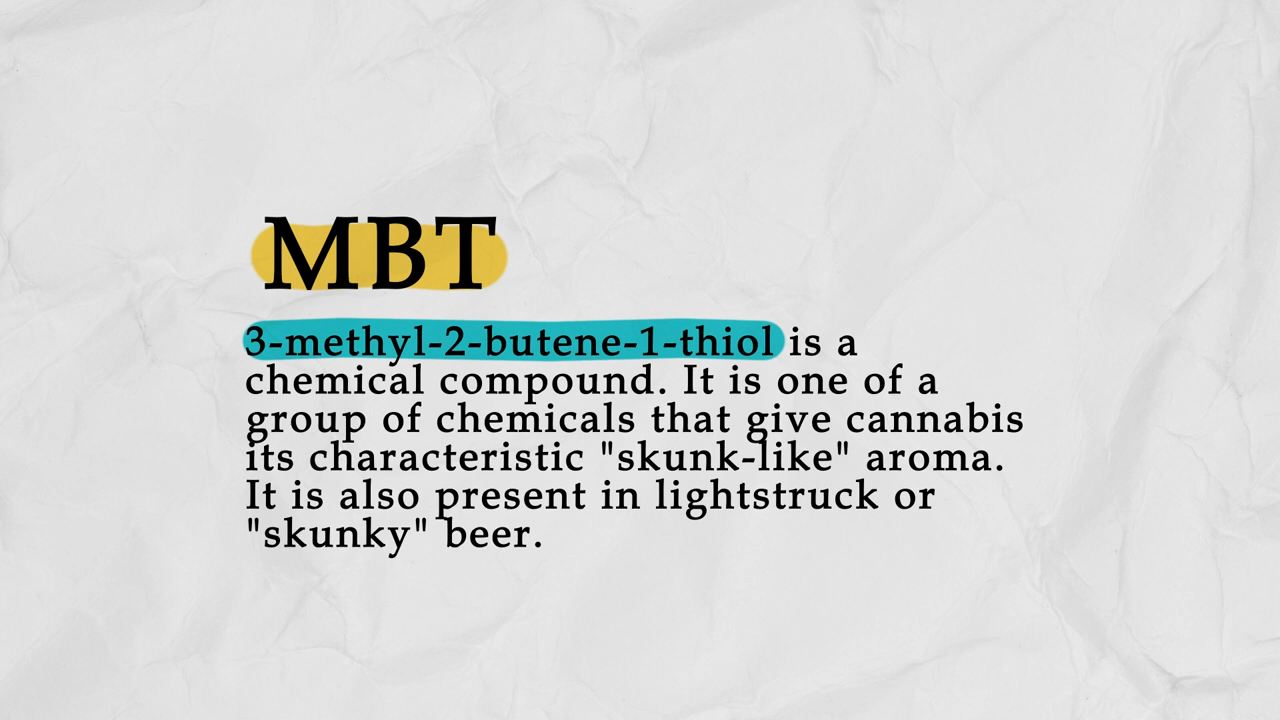 MBT
3-methyl-2-butene-1-thiol is a
chemical compound. It is one of a
group of chemicals that give cannabis
its characteristic "skunk-like" aroma.
It is also present in lightstruck or
"skunky" beer.